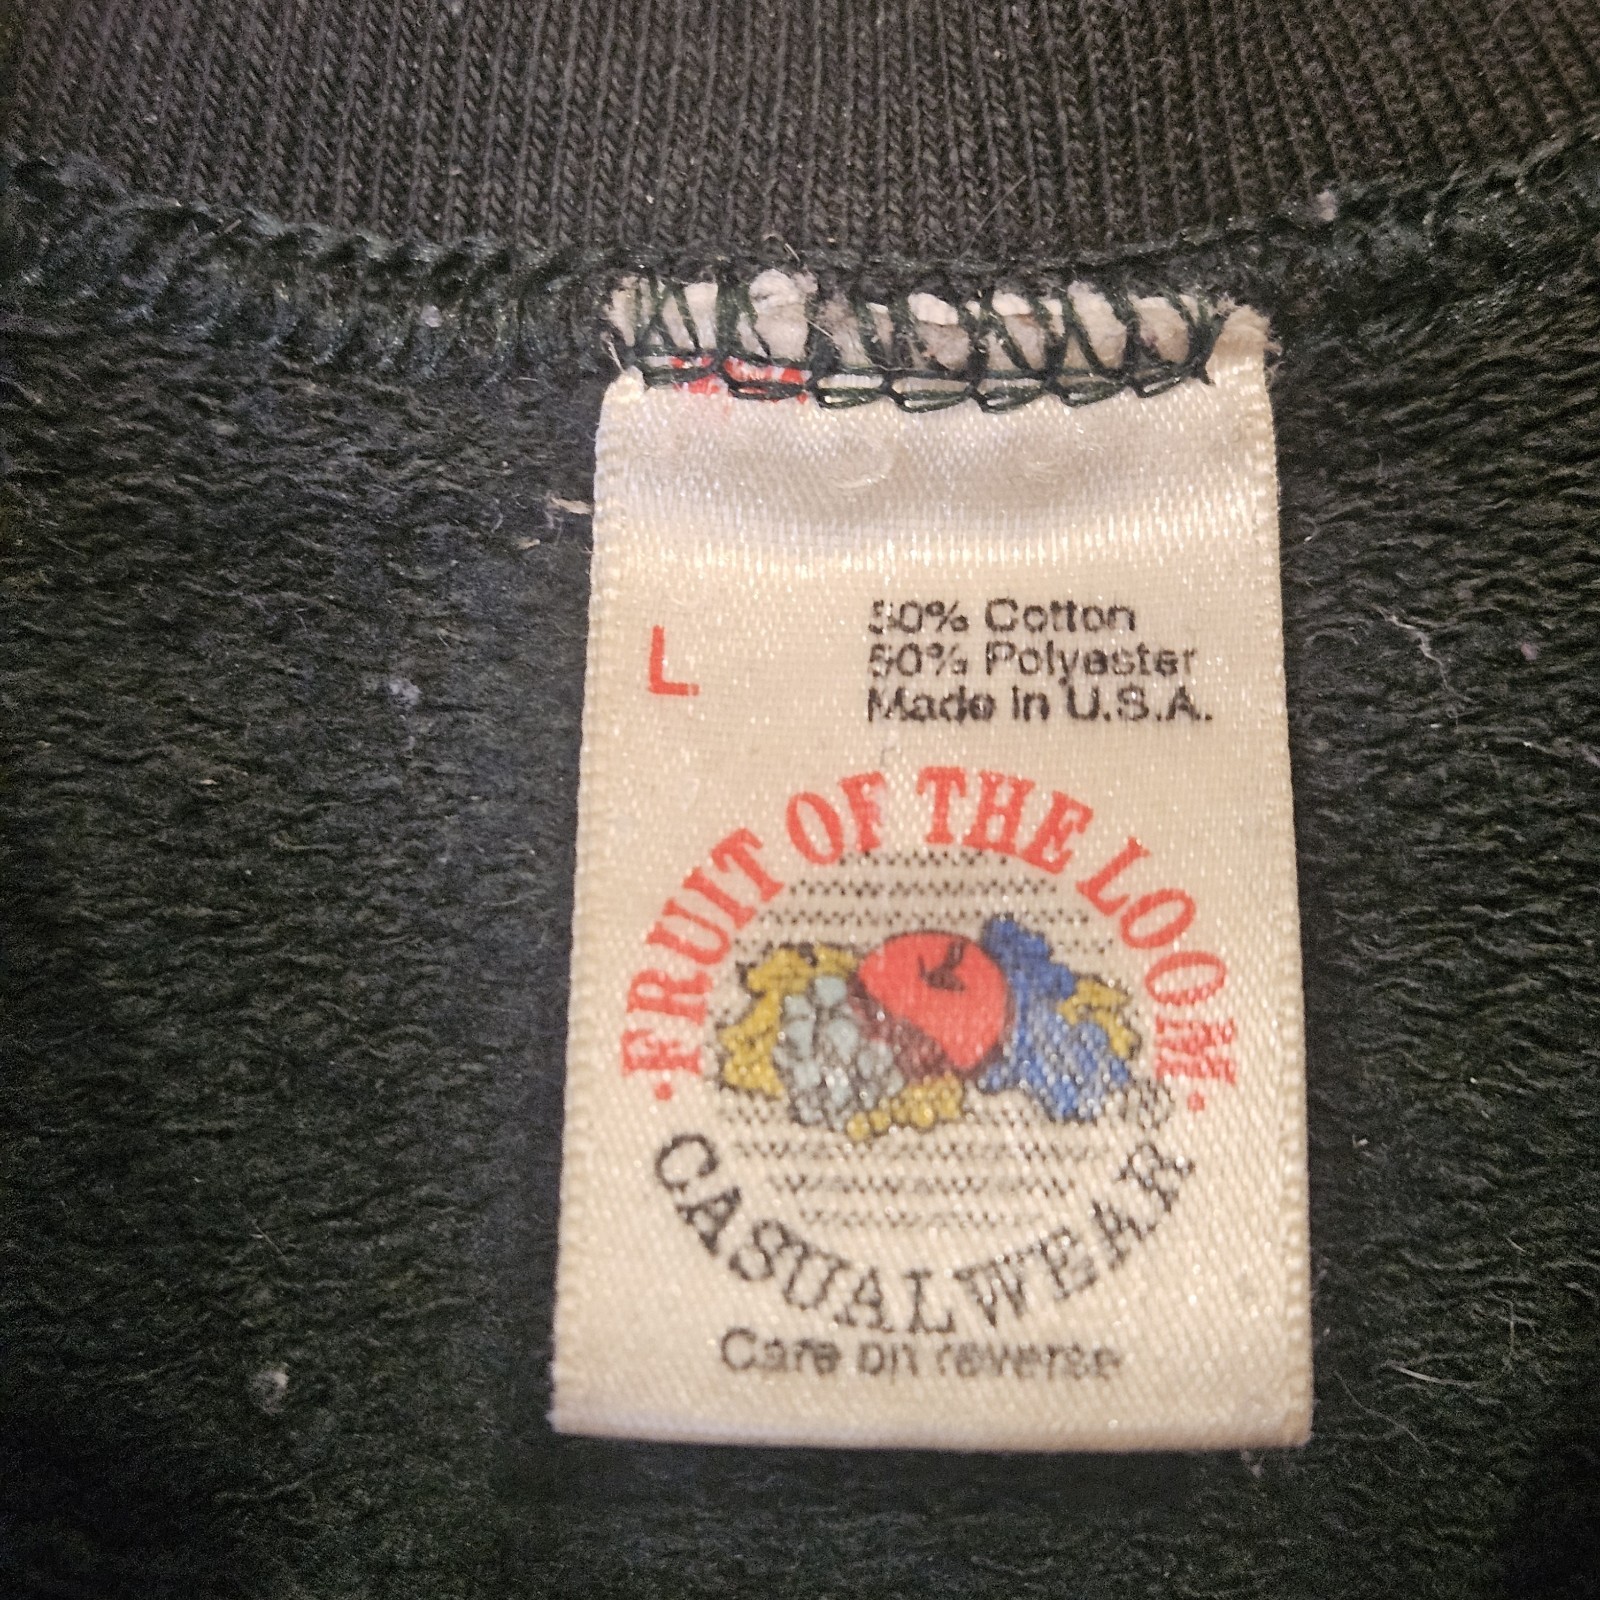 L
50% Cotton
50% Polyester
Made in U.S.A.
·FRUIT OF THE LOOM·
CASUALWEAR®
Care on reverse